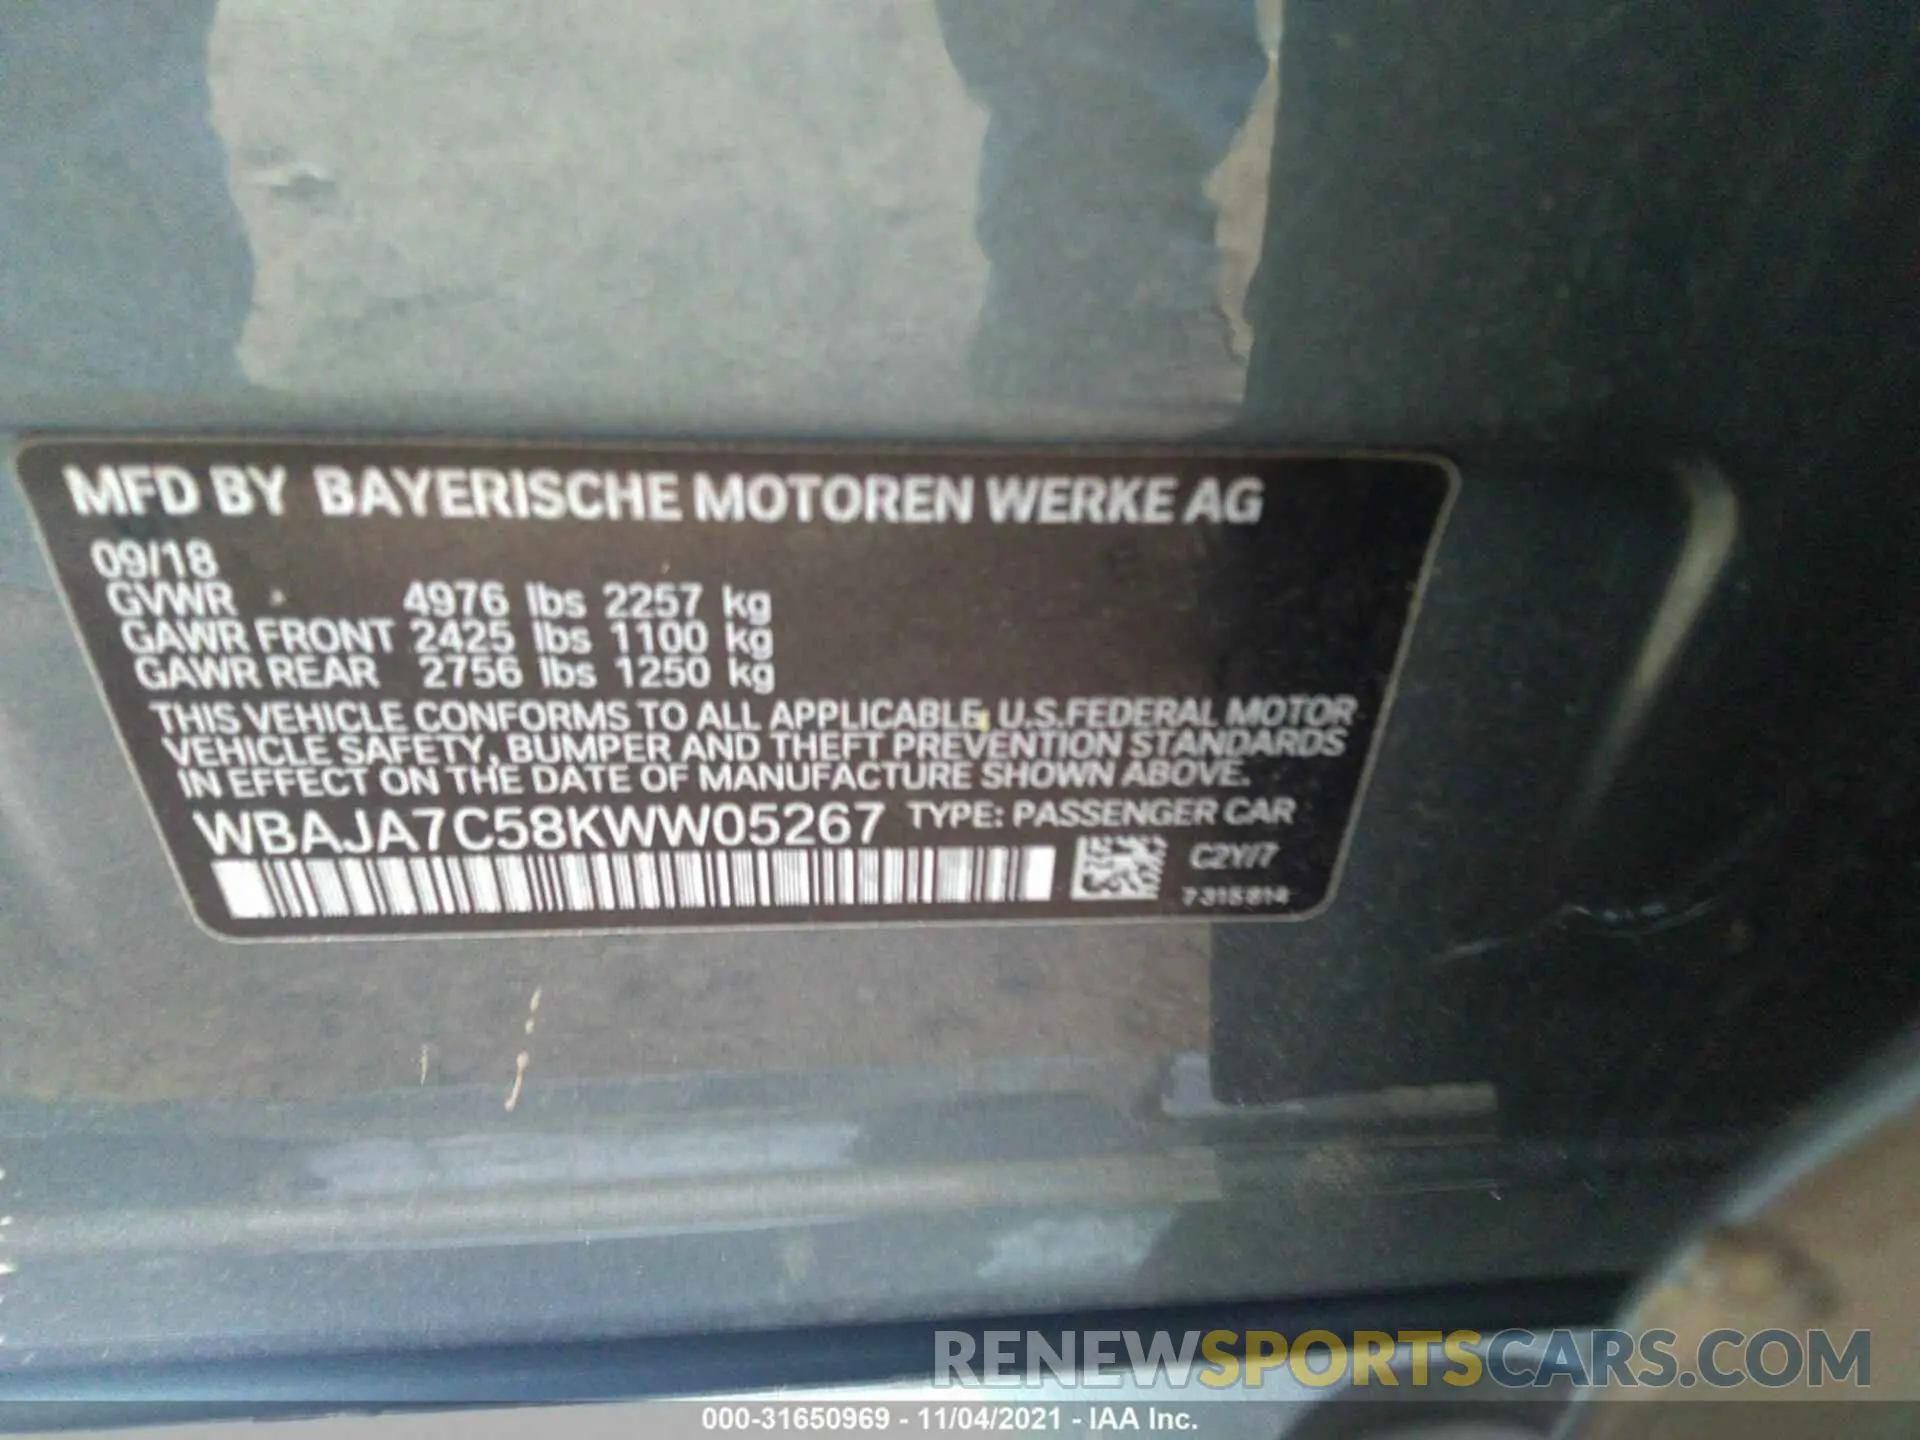 MFD BY BAYERISCHE MOTOREN WERKE AG
09/18
GVWR 4976 lbs 2257 kg
GAWR FRONT 2425 lbs 1100 kg
GAWR REAR 2756 lbs 1250 kg
THIS VEHICLE CONFORMS TO ALL APPLICABLE, U.S.FEDERAL MOTOR
VEHICLE SAFETY, BUMPER AND THEFT PREVENTION STANDARDS
IN EFFECT ON THE DATE OF MANUFACTURE SHOWN ABOVE.
WBAJA7C58KWW05267 TYPE: PASSENGER CAR
C2Y/7
RENEWSPORTSCARS.COM
000-31650969 - 11/04/2021 - IAA Inc.